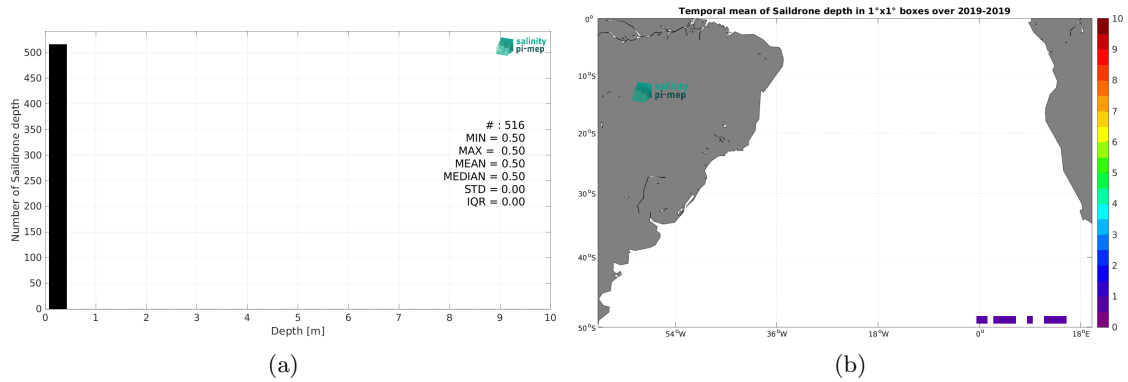 500
450
400
350
300
250
200
150
100
50
0
Number of Saildrone depth
0 1 2 3 4 5 6 7 8 9 10
Depth [m]
salinity
pi-mep
# : 516
MIN = 0.50
MAX = 0.50
MEAN = 0.50
MEDIAN = 0.50
STD = 0.00
IQR = 0.00
(a)
Temporal mean of Saildrone depth in 1°x1° boxes over 2019-2019
0°
10°S
20°S
30°S
40°S
50°S
54°W 36°W 18°W 0° 18°E
salinity
pi-mep
10
9
8
7
6
5
4
3
2
1
0
(b)